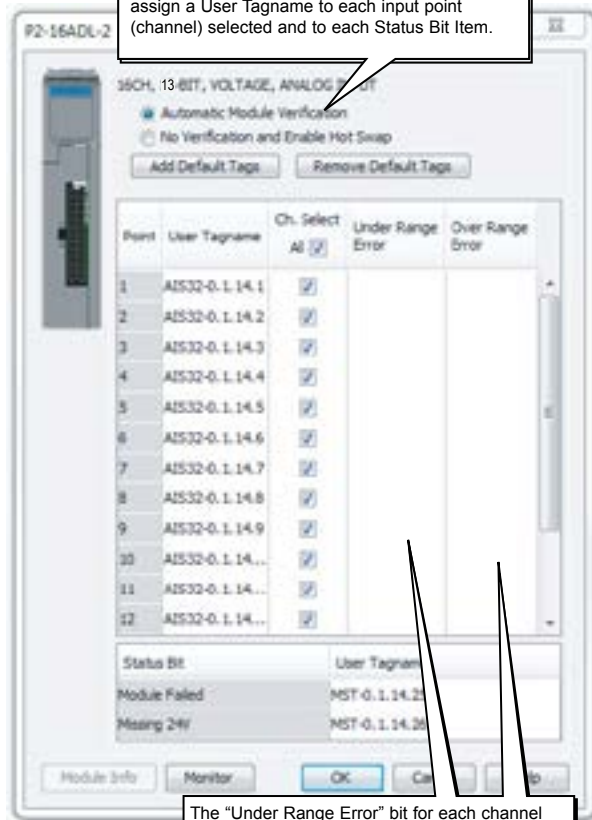 assign a User Tagname to each input point
(channel) selected and to each Status Bit Item.
P2-16ADL-2
16CH, 13-BIT, VOLTAGE, ANALOG
Automatic Module Verification
No Verification and Enable Hot Swap
Add Default Tags Remove Default Tags
Point User Tagname Ch. Select All Under Range Error Over Range Error
1 AIS32-0.1.14.1
2 AIS32-0.1.14.2
3 AIS32-0.1.14.3
4 AIS32-0.1.14.4
5 AIS32-0.1.14.5
6 AIS32-0.1.14.6
7 AIS32-0.1.14.7
8 AIS32-0.1.14.8
9 AIS32-0.1.14.9
10 AIS32-0.1.14...
11 AIS32-0.1.14...
12 AIS32-0.1.14...
Status Bit User Tagname
Module Failed MST-0.1.14.25
Missing 24V MST-0.1.14.26
Module Info Monitor OK
The “Under Range Error” bit for each channel